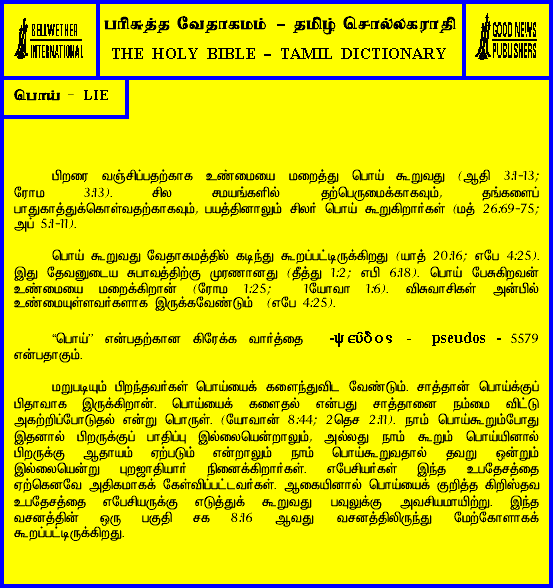 BELLWETHER
INTERNATIONAL
பரிசுத்த வேதாகமம் - தமிழ் சொல்லகராதி
THE HOLY BIBLE - TAMIL DICTIONARY
GOOD NEWS
PUBLISHERS
பொய் - LIE
பிறரை வஞ்சிப்பதற்காக உண்மையை மறைத்து பொய் கூறுவது (ஆதி 3:1-13;
ரோம 3:13). சில சமயங்களில் தற்பெருமைக்காகவும், தங்களைப்
பாதுகாத்துக்கொள்வதற்காகவும், பயத்தினாலும் சிலர் பொய் கூறுகிறார்கள் (மத் 26:69-75;
அப் 5:1-11).
பொய் கூறுவது வேதாகமத்தில் கடிந்து கூறப்பட்டிருக்கிறது (யாத் 20:16; எபே 4:25).
இது தேவனுடைய சுபாவத்திற்கு முரணானது (தீத்து 1:2; எபி 6:18). பொய் பேசுகிறவன்
உண்மையை மறைக்கிறான் (ரோம 1:25; 1யோவா 1:6). விசுவாசிகள் அன்பில்
உண்மையுள்ளவர்களாக இருக்கவேண்டும் (எபே 4:25).
“பொய்” என்பதற்கான கிரேக்க வார்த்தை -ψεῦδος - pseudos - 5579
என்பதாகும்.
மறுபடியும் பிறந்தவர்கள் பொய்யைக் களைந்துவிட வேண்டும். சாத்தான் பொய்க்குப்
பிதாவாக இருக்கிறான். பொய்யைக் களைதல் என்பது சாத்தானை நம்மை விட்டு
அகற்றிப்போடுதல் என்று பொருள். (யோவான் 8:44; 2தெச 2:11). நாம் பொய்கூறும்போது
இதனால் பிறருக்குப் பாதிப்பு இல்லையென்றாலும், அல்லது நாம் கூறும் பொய்யினால்
பிறருக்கு ஆதாயம் ஏற்படும் என்றாலும் நாம் பொய்கூறுவதால் தவறு ஒன்றும்
இல்லையென்று புறஜாதியார் நினைக்கிறார்கள். எபேசியர்கள் இந்த உபதேசத்தை
ஏற்கெனவே அதிகமாகக் கேள்விப்பட்டவர்கள். ஆகையினால் பொய்யைக் குறித்த கிறிஸ்தவ
உபதேசத்தை எபேசியருக்கு எடுத்துக் கூறுவது பவுலுக்கு அவசியமாயிற்று. இந்த
வசனத்தின் ஒரு பகுதி சக 8:16 ஆவது வசனத்திலிருந்து மேற்கோளாகக்
கூறப்பட்டிருக்கிறது.